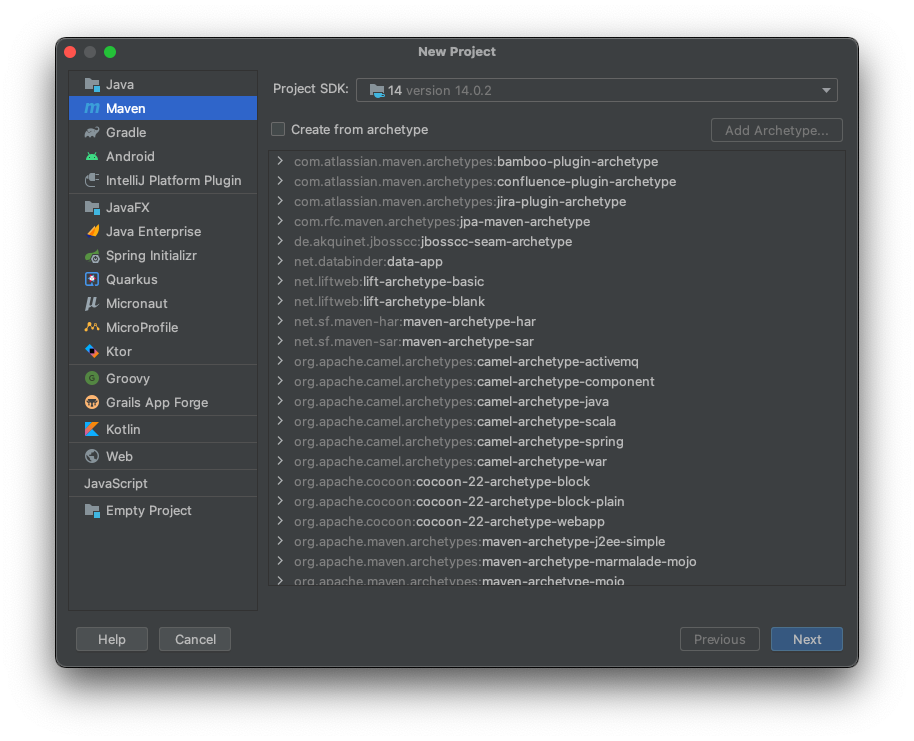 New Project
Java
Maven
Gradle
Android
IntelliJ Platform Plugin
JavaFX
Java Enterprise
Spring Initializr
Quarkus
Micronaut
MicroProfile
Ktor
Groovy
Grails App Forge
Kotlin
Web
JavaScript
Empty Project
Project SDK: 14 version 14.0.2
Create from archetype Add Archetype...
com.atlassian.maven.archetypes:bamboo-plugin-archetype
com.atlassian.maven.archetypes:confluence-plugin-archetype
com.atlassian.maven.archetypes:jira-plugin-archetype
com.rfc.maven.archetypes:jpa-maven-archetype
de.akquinet.jbosscc:jbosscc-seam-archetype
net.databinder:data-app
net.liftweb:lift-archetype-basic
net.liftweb:lift-archetype-blank
net.sf.maven-har:maven-archetype-har
net.sf.maven-sar:maven-archetype-sar
org.apache.camel.archetypes:camel-archetype-activemq
org.apache.camel.archetypes:camel-archetype-component
org.apache.camel.archetypes:camel-archetype-java
org.apache.camel.archetypes:camel-archetype-scala
org.apache.camel.archetypes:camel-archetype-spring
org.apache.camel.archetypes:camel-archetype-war
org.apache.cocoon:cocoon-22-archetype-block
org.apache.cocoon:cocoon-22-archetype-block-plain
org.apache.cocoon:cocoon-22-archetype-webapp
org.apache.maven.archetypes:maven-archetype-j2ee-simple
org.apache.maven.archetypes:maven-archetype-marmalade-mojo
org.apache.maven.archetypes:maven-archetype-mojo
Help Cancel Previous Next